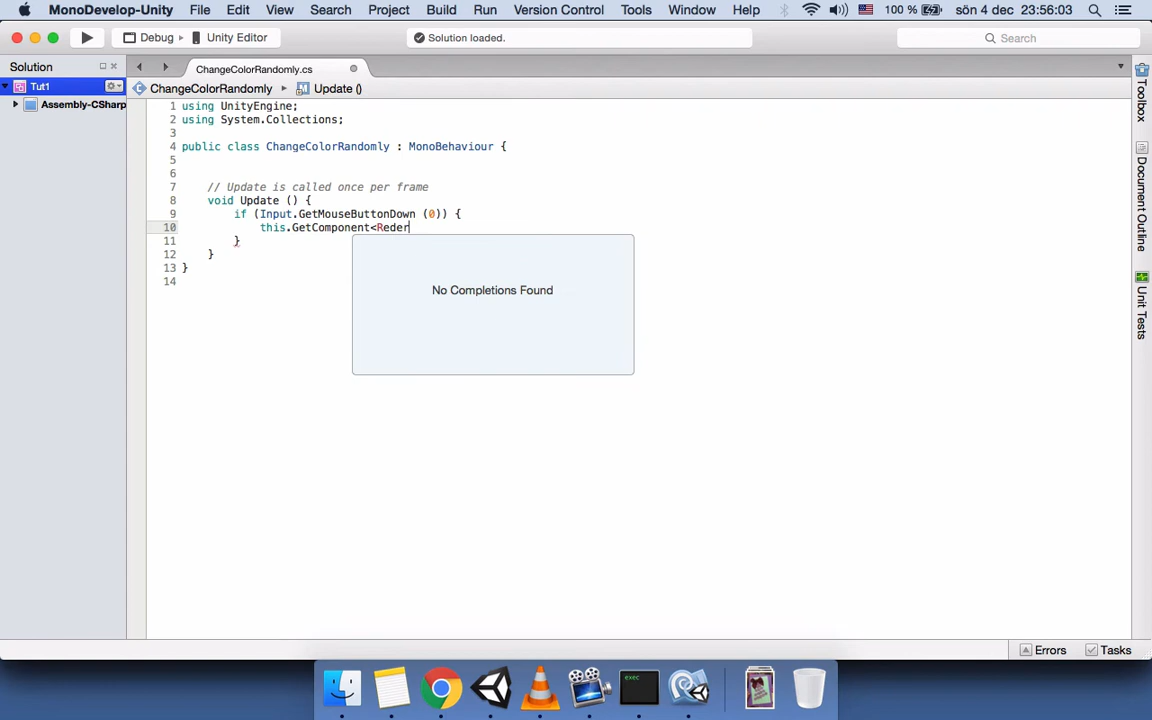 MonoDevelop-Unity File Edit View Search Project Build Run Version Control Tools Window Help 100 % sön 4 dec 23:56:03
Debug Unity Editor Solution loaded. Search
Solution
ChangeColorRandomly.cs
Tut1
ChangeColorRandomly Update ()
Assembly-CSharp
1 using UnityEngine;
2 using System.Collections;
3
4 public class ChangeColorRandomly : MonoBehaviour {
5
6
7 // Update is called once per frame
8 void Update () {
9 if (Input.GetMouseButtonDown (0)) {
10 this.GetComponent<Reder
11 }
12 }
13 }
14
No Completions Found
Toolbox
Document Outline
Unit Tests
Errors Tasks
exec